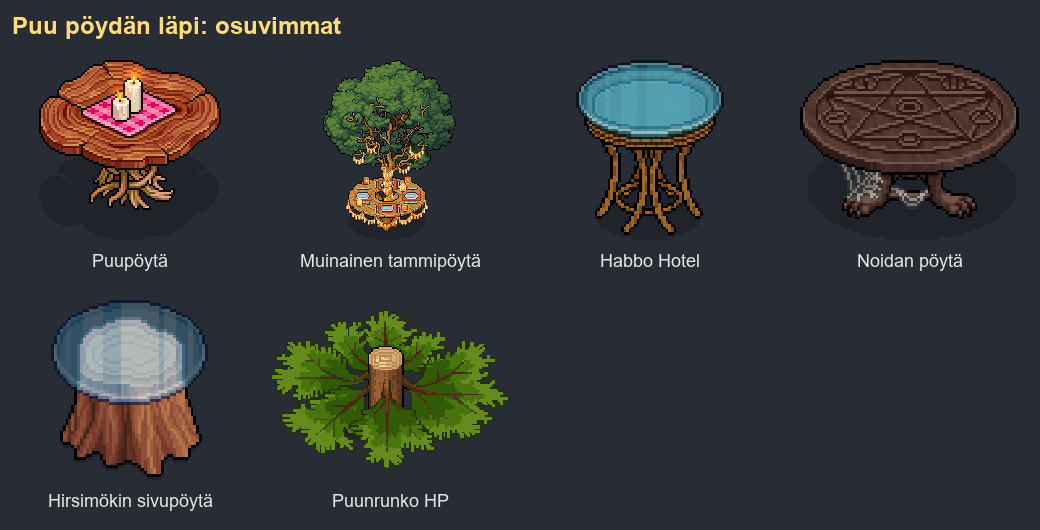 Puu pöydän läpi: osuvimmat
Puupöytä
Muinainen tammipöytä
Habbo Hotel
Noidan pöytä
Hirsimökin sivupöytä
Puunrunko HP